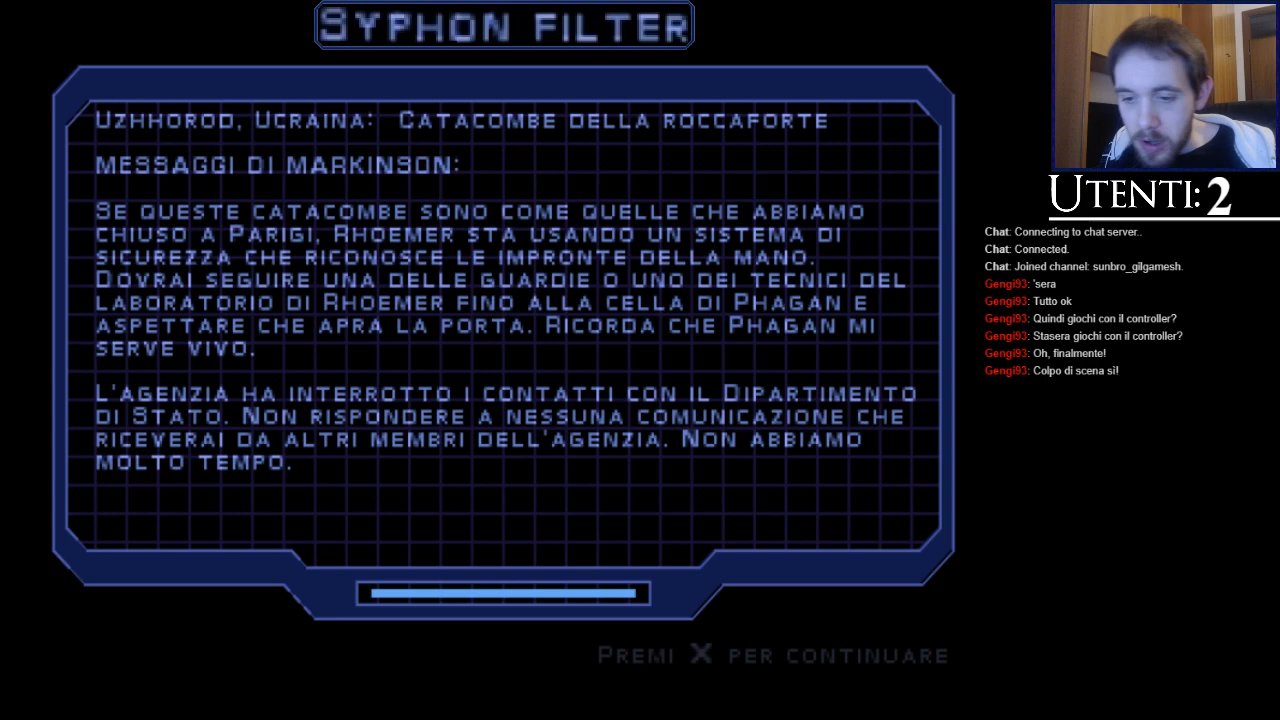 SYPHON FILTER
UZHHOROD, UCRAINA: CATACOMBE DELLA ROCCAFORTE
MESSAGGI DI MARKINSON:
SE QUESTE CATACOMBE SONO COME QUELLE CHE ABBIAMO
CHIUSO A PARIGI, RHOEMER STA USANDO UN SISTEMA DI
SICUREZZA CHE RICONOSCE LE IMPRONTE DELLA MANO.
DOVRAI SEGUIRE UNA DELLE GUARDIE O UNO DEI TECNICI DEL
LABORATORIO DI RHOEMER FINO ALLA CELLA DI PHAGAN E
ASPETTARE CHE APRA LA PORTA. RICORDA CHE PHAGAN MI
SERVE VIVO.
L'AGENZIA HA INTERROTTO I CONTATTI CON IL DIPARTIMENTO
DI STATO. NON RISPONDERE A NESSUNA COMUNICAZIONE CHE
RICEVERAI DA ALTRI MEMBRI DELL'AGENZIA. NON ABBIAMO
MOLTO TEMPO.
PREMI X PER CONTINUARE
UTENTI: 2
Chat: Connecting to chat server..
Chat: Connected.
Chat: Joined channel: sunbro_gilgamesh.
Gengi93: 'sera
Gengi93: Tutto ok
Gengi93: Quindi giochi con il controller?
Gengi93: Stasera giochi con il controller?
Gengi93: Oh, finalmente!
Gengi93: Colpo di scena sì!